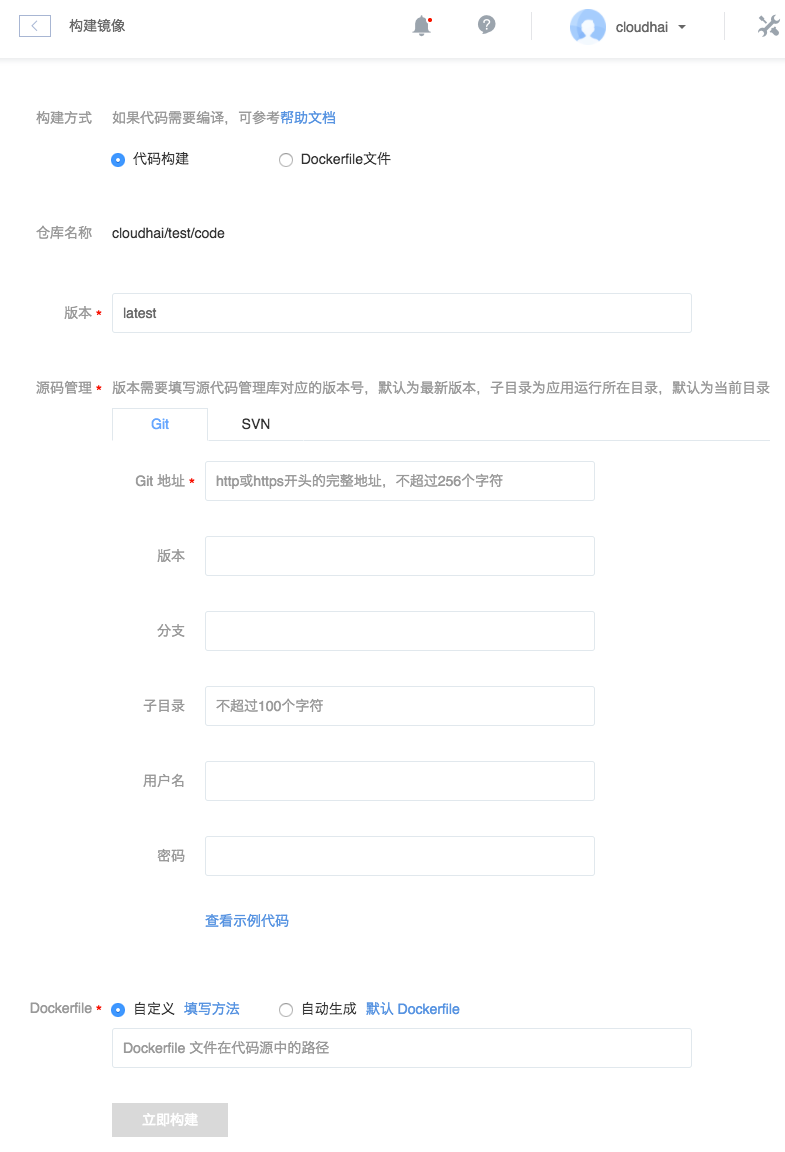 构建镜像
cloudhai
构建方式 如果代码需要编译，可参考帮助文档
代码构建 Dockerfile文件
仓库名称 cloudhai/test/code
版本 * latest
源码管理 * 版本需要填写源代码管理库对应的版本号，默认为最新版本，子目录为应用运行所在目录，默认为当前目录
Git SVN
Git 地址 * http或https开头的完整地址，不超过256个字符
版本
分支
子目录 不超过100个字符
用户名
密码
查看示例代码
Dockerfile * 自定义 填写方法 自动生成 默认 Dockerfile
Dockerfile 文件在代码源中的路径
立即构建